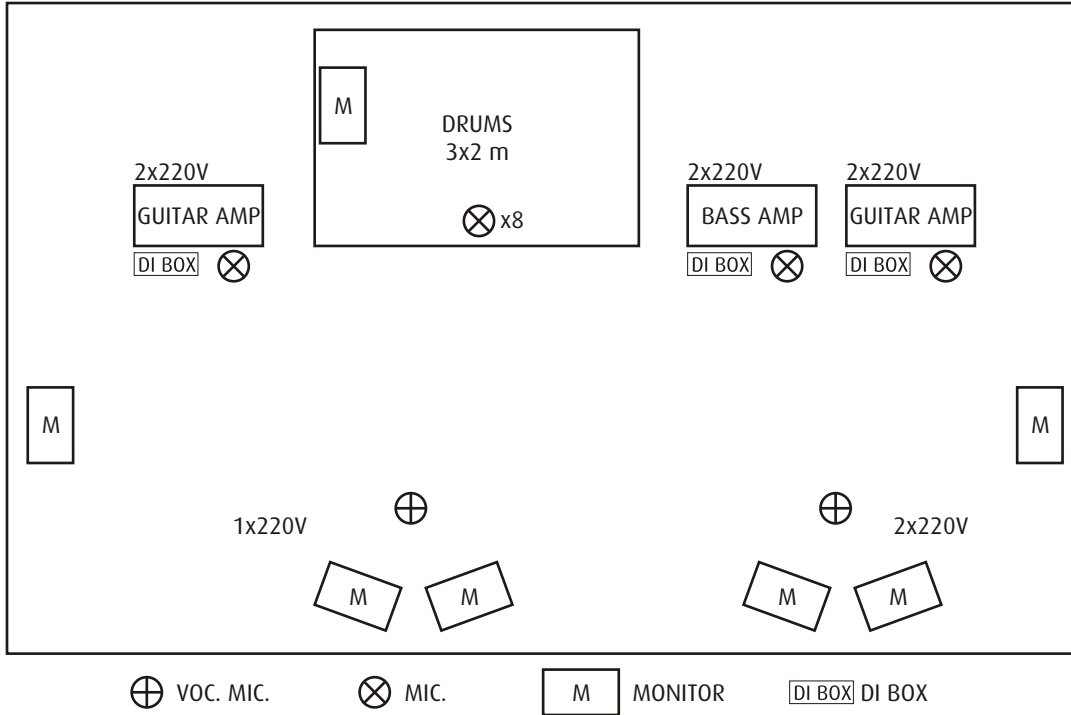 M
DRUMS
3x2 m
x8
2x220V
GUITAR AMP
DI BOX
2x220V
BASS AMP
DI BOX
2x220V
GUITAR AMP
DI BOX
M
M
1x220V
2x220V
M
M
M
M
VOC. MIC.
MIC.
M MONITOR
DI BOX DI BOX